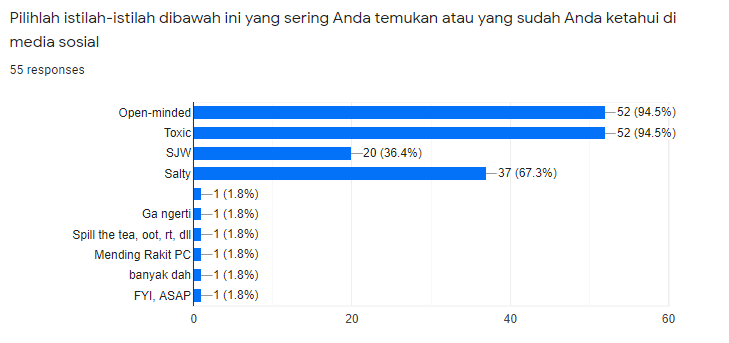 Pilihlah istilah-istilah dibawah ini yang sering Anda temukan atau yang sudah Anda ketahui di
media sosial
55 responses
Open-minded 52 (94.5%)
Toxic 52 (94.5%)
SJW 20 (36.4%)
Salty 37 (67.3%)
1 (1.8%)
Ga ngerti 1 (1.8%)
Spill the tea, oot, rt, dll 1 (1.8%)
Mending Rakit PC 1 (1.8%)
banyak dah 1 (1.8%)
FYI, ASAP 1 (1.8%)
0 20 40 60